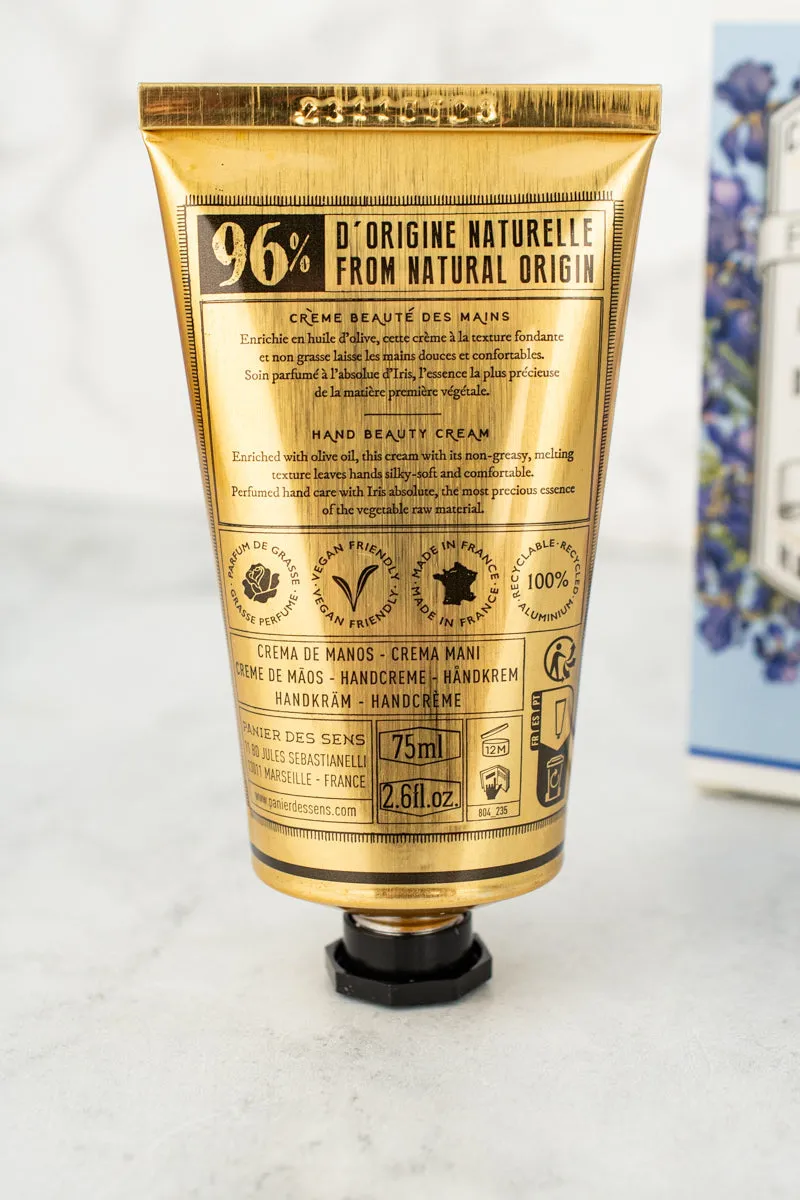 96% D'ORIGINE NATURELLE
FROM NATURAL ORIGIN
CRÈME BEAUTÉ DES MAINS
Enrichie en huile d'olive, cette crème à la texture fondante
et non grasse laisse les mains douces et confortables.
Soin parfumé à l'absolue d'Iris, l'essence la plus précieuse
de la matière première végétale.
HAND BEAUTY CREAM
Enriched with olive oil, this cream with its non-greasy, melting
texture leaves hands silky-soft and comfortable.
Perfumed hand care with Iris absolute, the most precious essence
of the vegetable raw material.
PARFUM DE GRASSE · GRASSE PERFUME ·
VEGAN FRIENDLY · VEGAN FRIENDLY ·
MADE IN FRANCE · MADE IN FRANCE ·
RECYCLABLE · RECYCLED · ALUMINIUM ·
100%
CREMA DE MANOS - CREMA MANI
CREME DE MÃOS - HANDCREME - HÅNDKREM
HANDKRÄM - HANDCRÈME
FR | ES | PT
PANIER DES SENS
BD JULES SEBASTIANELLI
MARSEILLE - FRANCE
www.panierdessens.com
75ml
2.6fl.oz.
12M
804_235